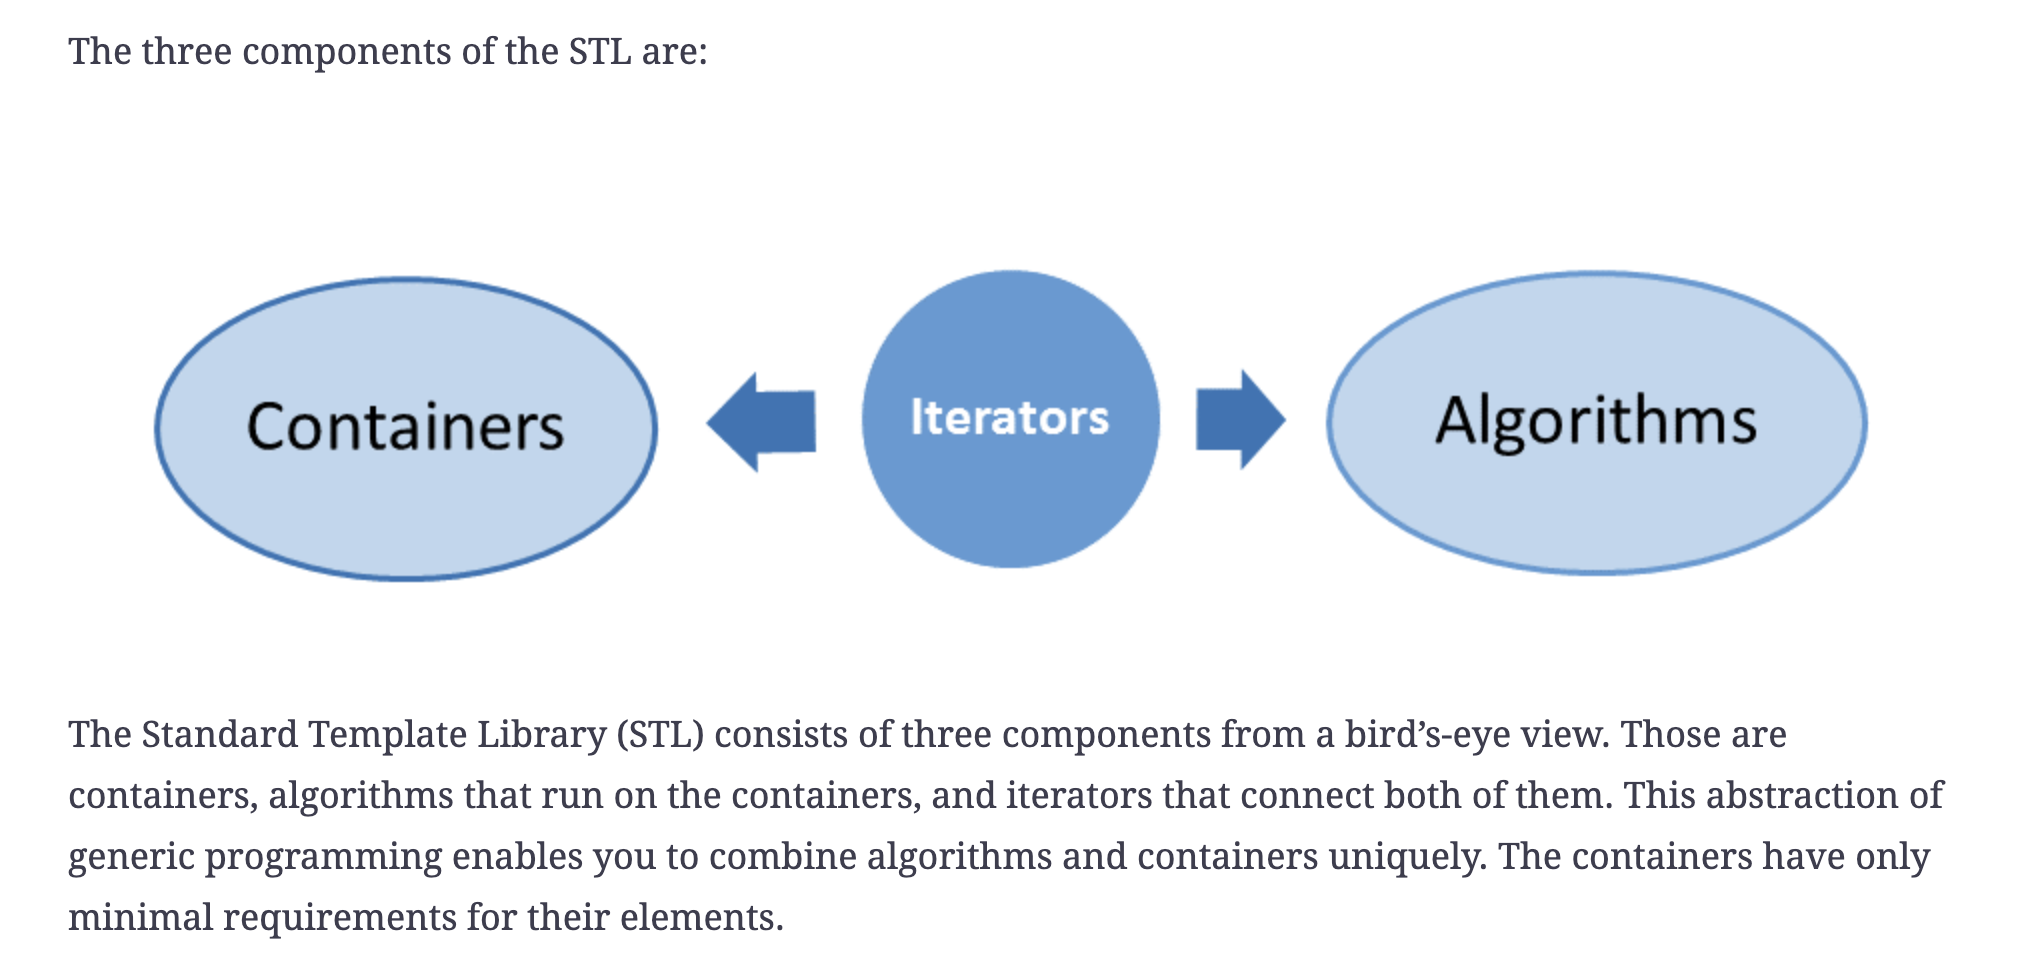 The three components of the STL are:
Containers
Iterators
Algorithms
The Standard Template Library (STL) consists of three components from a bird’s-eye view. Those are
containers, algorithms that run on the containers, and iterators that connect both of them. This abstraction of
generic programming enables you to combine algorithms and containers uniquely. The containers have only
minimal requirements for their elements.